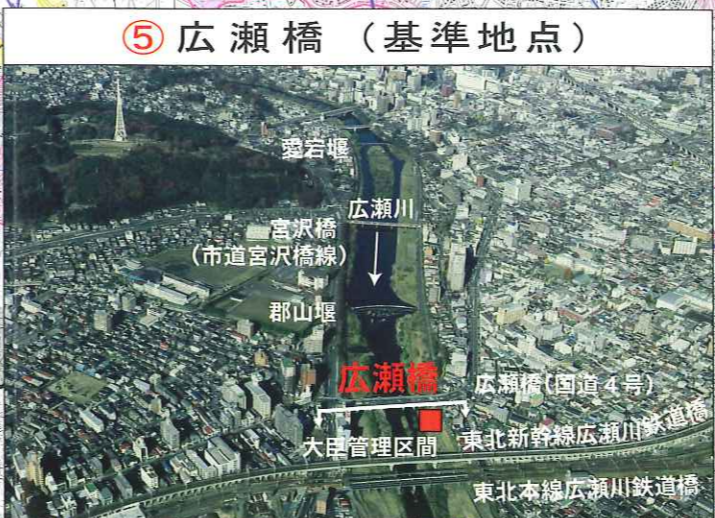 ⑤ 広瀬橋 （基準地点）
愛宕堰
広瀬川
宮沢橋
（市道宮沢橋線）
郡山堰
広瀬橋
広瀬橋（国道４号）
大臣管理区間
東北新幹線広瀬川鉄道橋
東北本線広瀬川鉄道橋